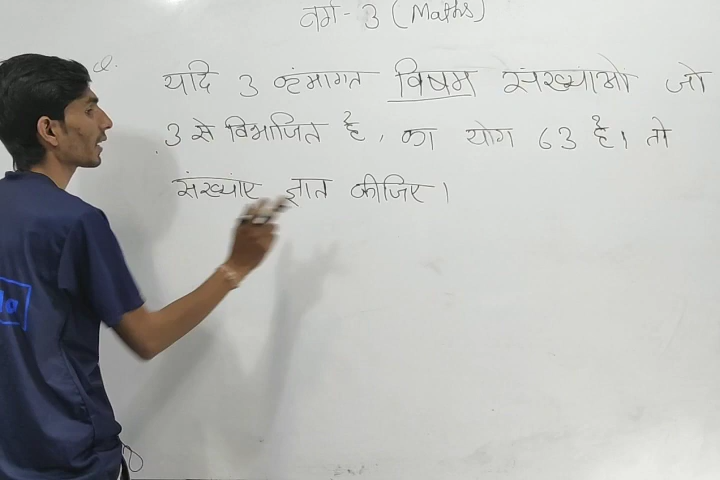 वर्ग - 3 (Maths)
Q.
यदि 3 क्रमागत विषम संख्याओं जो
3 से विभाजित है, का योग 63 है। तो
संख्याएं ज्ञात कीजिए।